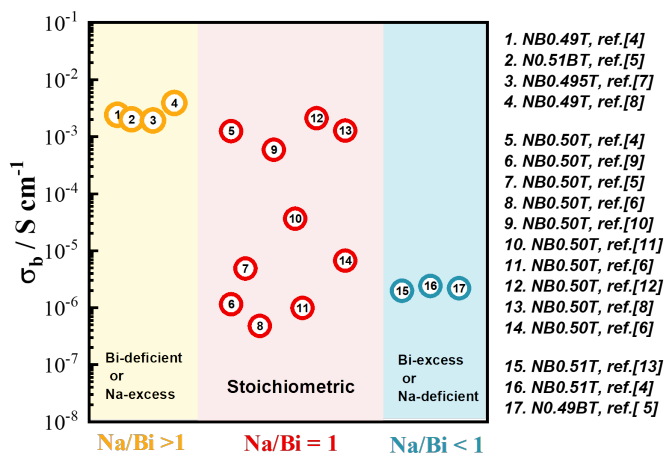 σb / S cm-1
10-1
10-2
10-3
10-4
10-5
10-6
10-7
10-8
1
2
3
4
5
6
7
8
9
10
11
12
13
14
15
16
17
Bi-deficient
or
Na-excess
Stoichiometric
Bi-excess
or
Na-deficient
Na/Bi >1
Na/Bi = 1
Na/Bi < 1
1. NB0.49T, ref.[4]
2. N0.51BT, ref.[5]
3. NB0.495T, ref.[7]
4. NB0.49T, ref.[8]
5. NB0.50T, ref.[4]
6. NB0.50T, ref.[9]
7. NB0.50T, ref.[5]
8. NB0.50T, ref.[6]
9. NB0.50T, ref.[10]
10. NB0.50T, ref.[11]
11. NB0.50T, ref.[6]
12. NB0.50T, ref.[12]
13. NB0.50T, ref.[8]
14. NB0.50T, ref.[6]
15. NB0.51T, ref.[13]
16. NB0.51T, ref.[4]
17. N0.49BT, ref.[ 5]